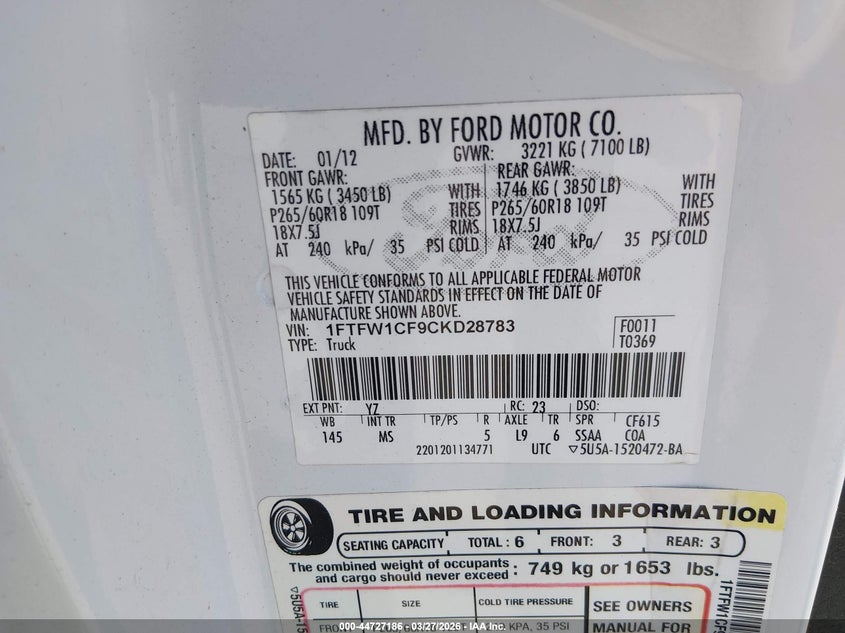 MFD. BY FORD MOTOR CO.
DATE: 01/12 GVWR: 3221 KG ( 7100 LB)
FRONT GAWR: REAR GAWR:
1565 KG ( 3450 LB) WITH 1746 KG ( 3850 LB) WITH
P265/60R18 109T TIRES P265/60R18 109T TIRES
18X7.5J RIMS 18X7.5J RIMS
AT 240 kPa/ 35 PSI COLD AT 240 kPa/ 35 PSI COLD
THIS VEHICLE CONFORMS TO ALL APPLICABLE FEDERAL MOTOR
VEHICLE SAFETY STANDARDS IN EFFECT ON THE DATE OF
MANUFACTURE SHOWN ABOVE.
VIN: 1FTFW1CF9CKD28783 F0011
TYPE: Truck T0369
EXT PNT: YZ RC: 23 DSO:
WB INT TR TP/PS R AXLE TR SPR CF615
145 MS 5 L9 6 SSAA COA
2201201134771 UTC ▽5U5A-1520472-BA
TIRE AND LOADING INFORMATION
SEATING CAPACITY TOTAL : 6 FRONT: 3 REAR: 3
The combined weight of occupants
and cargo should never exceed : 749 kg or 1653 lbs.
TIRE SIZE COLD TIRE PRESSURE SEE OWNERS
KPA, 35 PSI MANUAL FOR
000-44727186 - 03/27/2026 - IAA